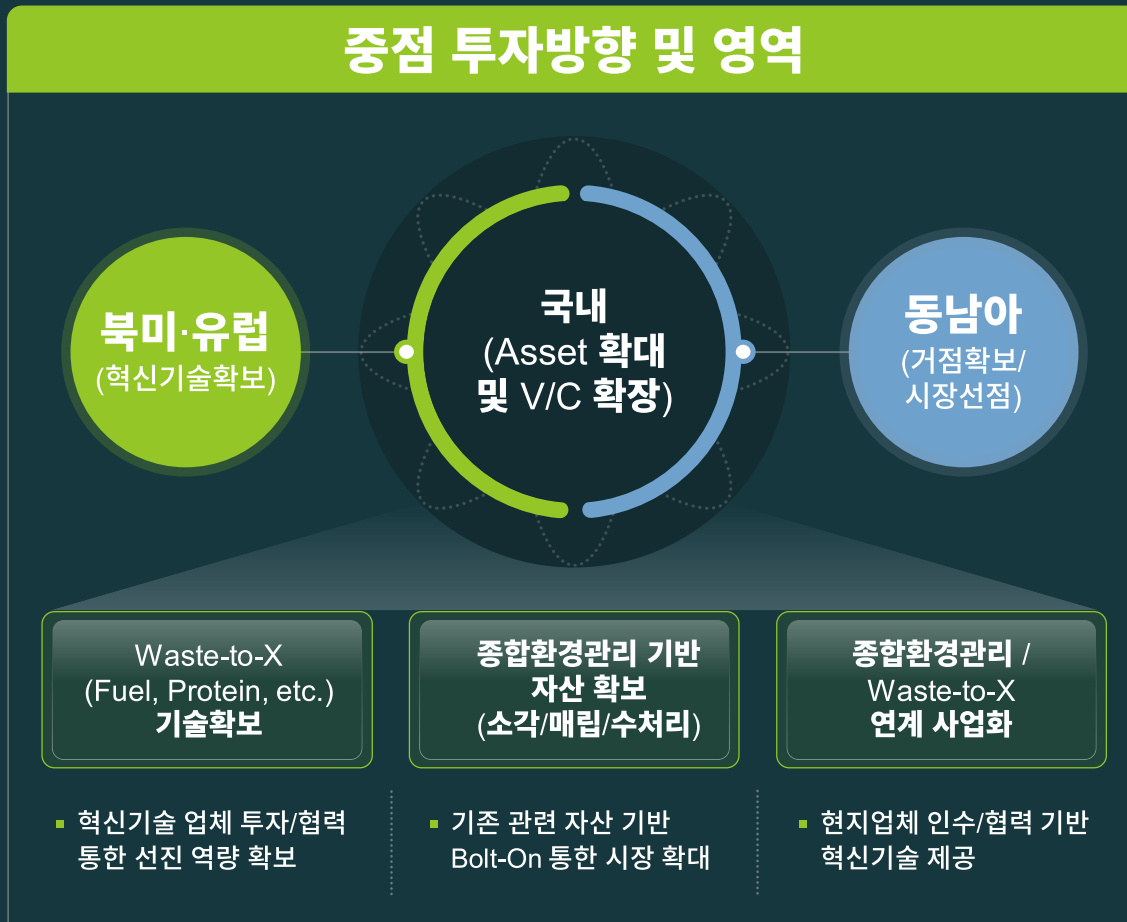 중점 투자방향 및 영역
북미·유럽
(혁신기술확보)
국내
(Asset 확대
및 V/C 확장)
동남아
(거점확보/
시장선점)
Waste-to-X
(Fuel, Protein, etc.)
기술확보
종합환경관리 기반
자산 확보
(소각/매립/수처리)
종합환경관리 /
Waste-to-X
연계 사업화
▪ 혁신기술 업체 투자/협력
통한 선진 역량 확보
▪ 기존 관련 자산 기반
Bolt-On 통한 시장 확대
▪ 현지업체 인수/협력 기반
혁신기술 제공